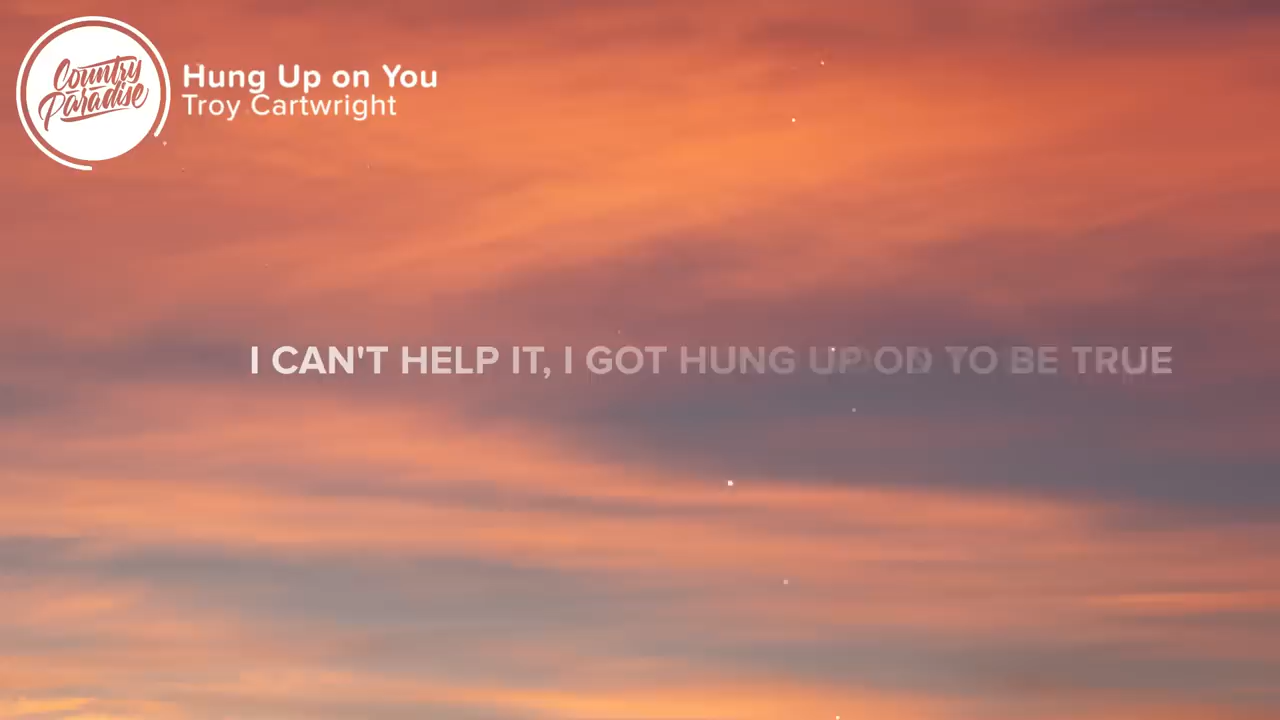 Country
Paradise
Hung Up on You
Troy Cartwright
I CAN'T HELP IT, I GOT HUNG UP TO BE TRUE